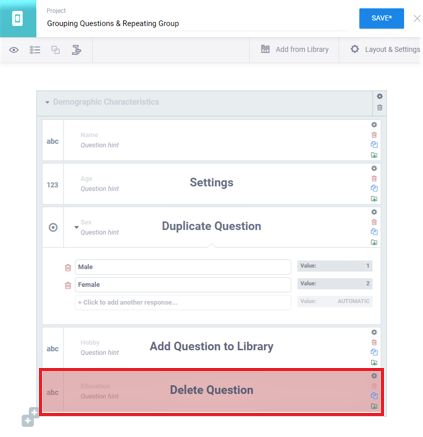 Project
Grouping Questions & Repeating Group
SAVE*
Add from Library
Layout & Settings
Demographic Characteristics
abc
Name
Question hint
123
Age
Question hint
Settings
Sex
Question hint
Duplicate Question
Male
Value: 1
Female
Value: 2
+ Click to add another response...
Value: AUTOMATIC
abc
Hobby
Question hint
Add Question to Library
abc
Education
Question hint
Delete Question